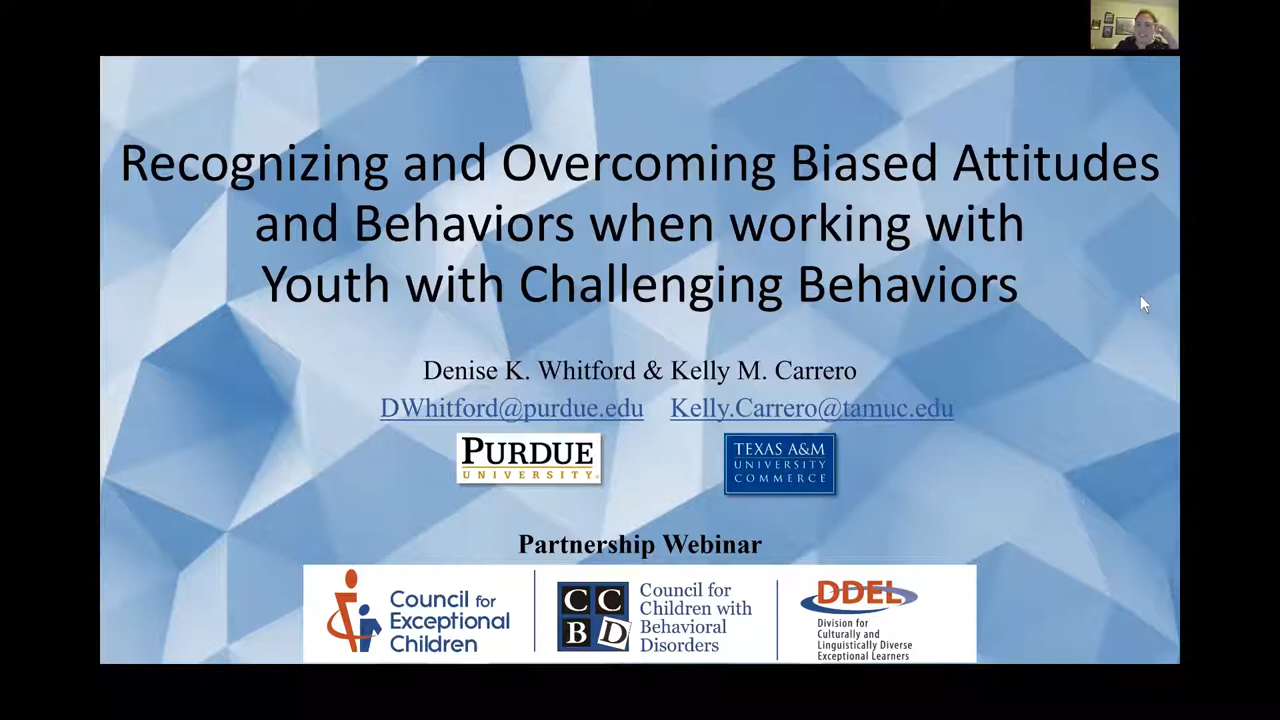 Recognizing and Overcoming Biased Attitudes
and Behaviors when working with
Youth with Challenging Behaviors
Denise K. Whitford & Kelly M. Carrero
DWhitford@purdue.edu Kelly.Carrero@tamuc.edu
PURDUE
UNIVERSITY
TEXAS A&M
UNIVERSITY
COMMERCE
Partnership Webinar
Council for
Exceptional
Children
CC
BD
Council for
Children with
Behavioral
Disorders
DDEL
Division for
Culturally and
Linguistically Diverse
Exceptional Learners